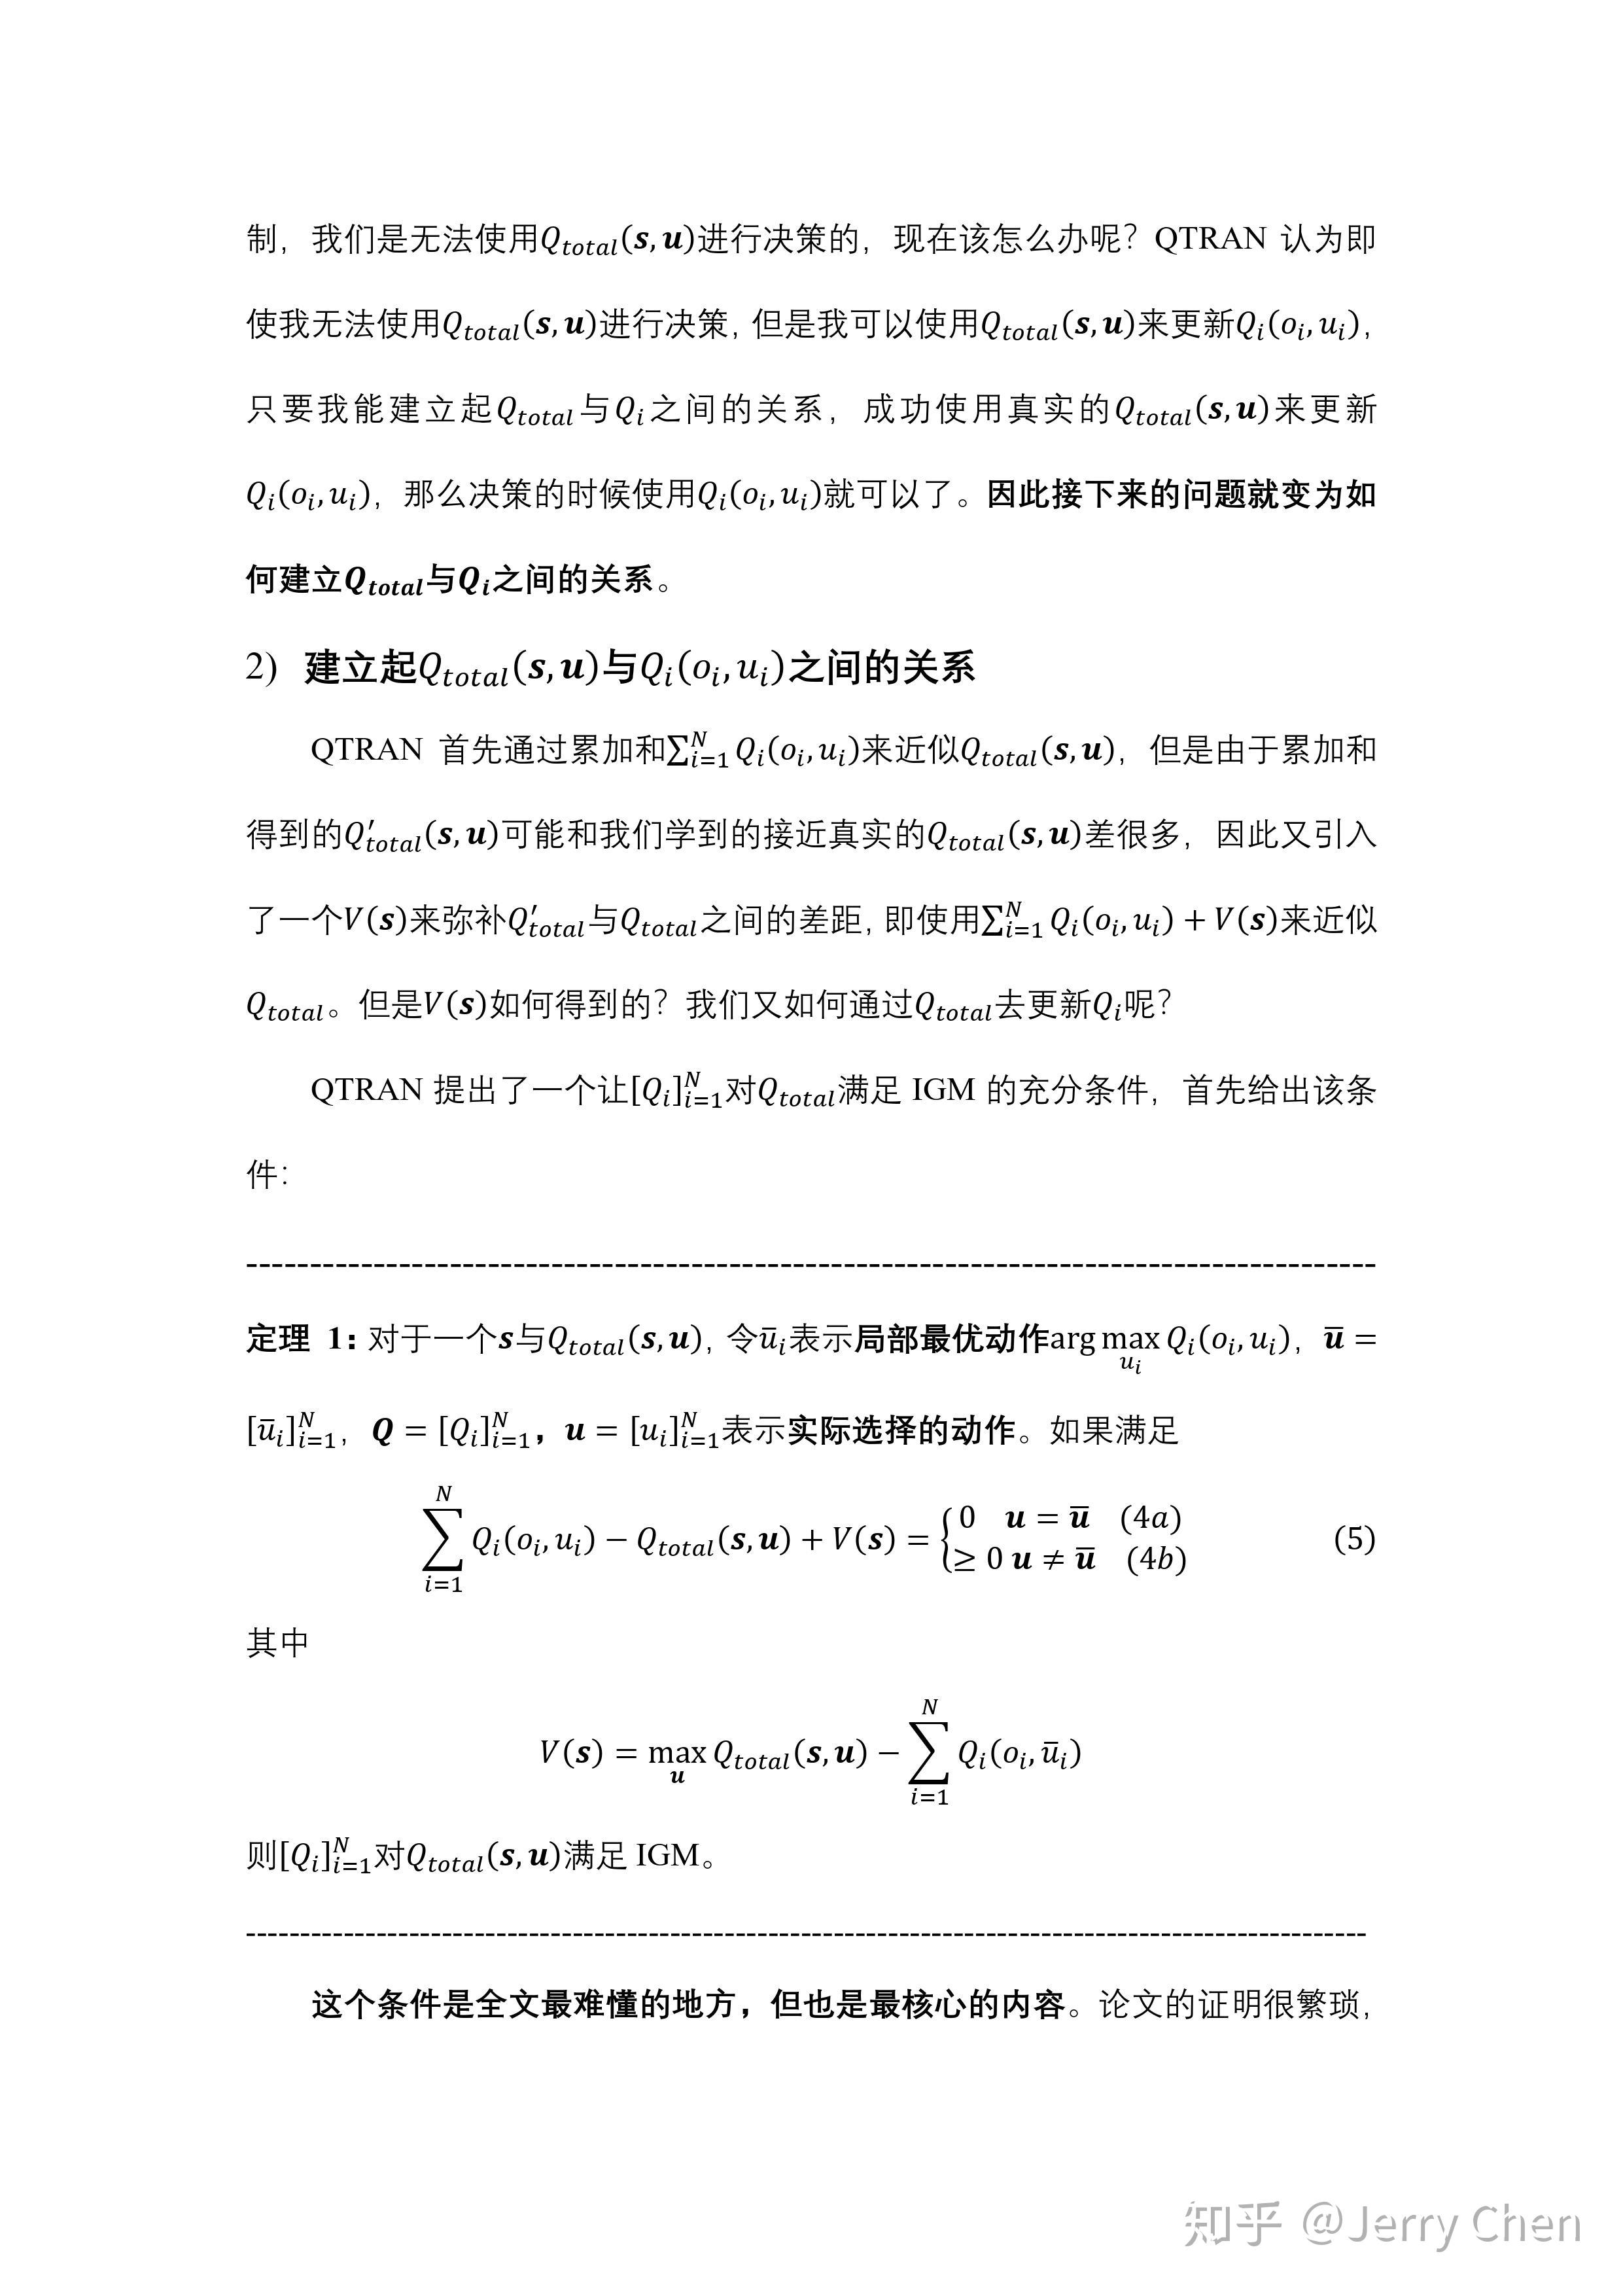 制，我们是无法使用$Q_{total}(\boldsymbol{s}, \boldsymbol{u})$进行决策的，现在该怎么办呢？QTRAN 认为即
使我无法使用$Q_{total}(\boldsymbol{s}, \boldsymbol{u})$进行决策，但是我可以使用$Q_{total}(\boldsymbol{s}, \boldsymbol{u})$来更新$Q_i(o_i, u_i)$，
只要我能建立起$Q_{total}$与$Q_i$之间的关系，成功使用真实的$Q_{total}(\boldsymbol{s}, \boldsymbol{u})$来更新
$Q_i(o_i, u_i)$，那么决策的时候使用$Q_i(o_i, u_i)$就可以了。因此接下来的问题就变为如
何建立$\boldsymbol{Q_{total}}$与$\boldsymbol{Q_i}$之间的关系。
2) 建立起$Q_{total}(\boldsymbol{s}, \boldsymbol{u})$与$Q_i(o_i, u_i)$之间的关系
QTRAN 首先通过累加和$\sum_{i=1}^{N} Q_i(o_i, u_i)$来近似$Q_{total}(\boldsymbol{s}, \boldsymbol{u})$，但是由于累加和
得到的$Q'_{total}(\boldsymbol{s}, \boldsymbol{u})$可能和我们学到的接近真实的$Q_{total}(\boldsymbol{s}, \boldsymbol{u})$差很多，因此又引入
了一个$V(\boldsymbol{s})$来弥补$Q'_{total}$与$Q_{total}$之间的差距，即使用$\sum_{i=1}^{N} Q_i(o_i, u_i) + V(\boldsymbol{s})$来近似
$Q_{total}$。但是$V(\boldsymbol{s})$如何得到的？我们又如何通过$Q_{total}$去更新$Q_i$呢？
QTRAN 提出了一个让$[Q_i]_{i=1}^{N}$对$Q_{total}$满足 IGM 的充分条件，首先给出该条
件：
----------------------------------------------------------------------------------------
定理 1：对于一个$\boldsymbol{s}$与$Q_{total}(\boldsymbol{s}, \boldsymbol{u})$，令$\bar{u}_i$表示局部最优动作$\arg\max_{u_i} Q_i(o_i, u_i)$，$\bar{\boldsymbol{u}} =$
$[\bar{u}_i]_{i=1}^{N}$，$\boldsymbol{Q} = [Q_i]_{i=1}^{N}$，$\boldsymbol{u} = [u_i]_{i=1}^{N}$表示实际选择的动作。如果满足
$$\sum_{i=1}^{N} Q_i(o_i, u_i) - Q_{total}(\boldsymbol{s}, \boldsymbol{u}) + V(\boldsymbol{s}) = \begin{cases} 0 & \boldsymbol{u} = \bar{\boldsymbol{u}} \quad (4a) \\ \geq 0 & \boldsymbol{u} \neq \bar{\boldsymbol{u}} \quad (4b) \end{cases} \quad (5)$$
其中
$$V(\boldsymbol{s}) = \max_{\boldsymbol{u}} Q_{total}(\boldsymbol{s}, \boldsymbol{u}) - \sum_{i=1}^{N} Q_i(o_i, \bar{u}_i)$$
则$[Q_i]_{i=1}^{N}$对$Q_{total}(\boldsymbol{s}, \boldsymbol{u})$满足 IGM。
----------------------------------------------------------------------------------------
这个条件是全文最难懂的地方，但也是最核心的内容。论文的证明很繁琐，
知乎 @Jerry Chen